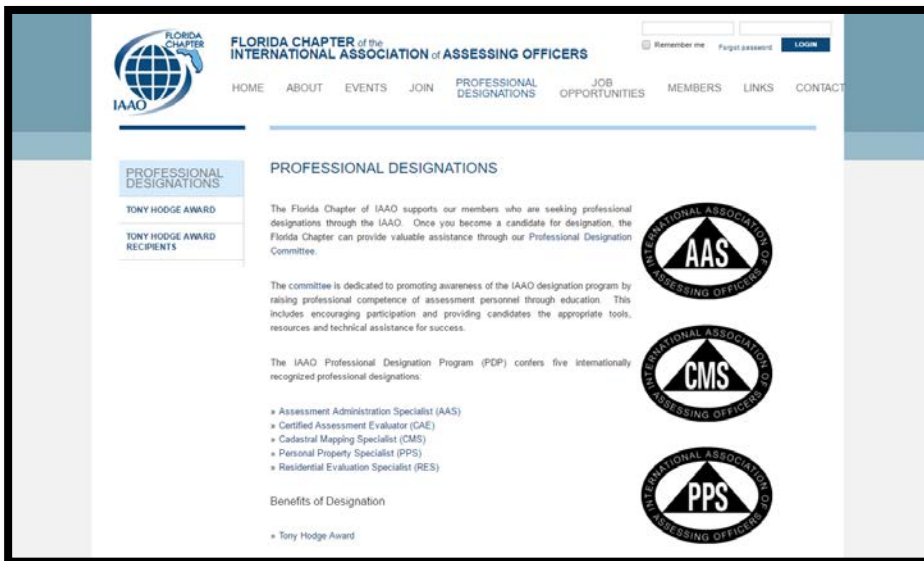 FLORIDA
CHAPTER
IAAO
FLORIDA CHAPTER of the
INTERNATIONAL ASSOCIATION of ASSESSING OFFICERS
Remember me
Forgot password
LOGIN
HOME
ABOUT
EVENTS
JOIN
PROFESSIONAL
DESIGNATIONS
JOB
OPPORTUNITIES
MEMBERS
LINKS
CONTACT
PROFESSIONAL
DESIGNATIONS
TONY HODGE AWARD
TONY HODGE AWARD
RECIPIENTS
PROFESSIONAL DESIGNATIONS
The Florida Chapter of IAAO supports our members who are seeking professional
designations through the IAAO. Once you become a candidate for designation, the
Florida Chapter can provide valuable assistance through our Professional Designation
Committee.
The committee is dedicated to promoting awareness of the IAAO designation program by
raising professional competence of assessment personnel through education. This
includes encouraging participation and providing candidates the appropriate tools,
resources and technical assistance for success.
The IAAO Professional Designation Program (PDP) confers five internationally
recognized professional designations:
» Assessment Administration Specialist (AAS)
» Certified Assessment Evaluator (CAE)
» Cadastral Mapping Specialist (CMS)
» Personal Property Specialist (PPS)
» Residential Evaluation Specialist (RES)
Benefits of Designation
» Tony Hodge Award
INTERNATIONAL ASSOCIATION OF ASSESSING OFFICERS
AAS
INTERNATIONAL ASSOCIATION OF ASSESSING OFFICERS
CMS
INTERNATIONAL ASSOCIATION OF ASSESSING OFFICERS
PPS